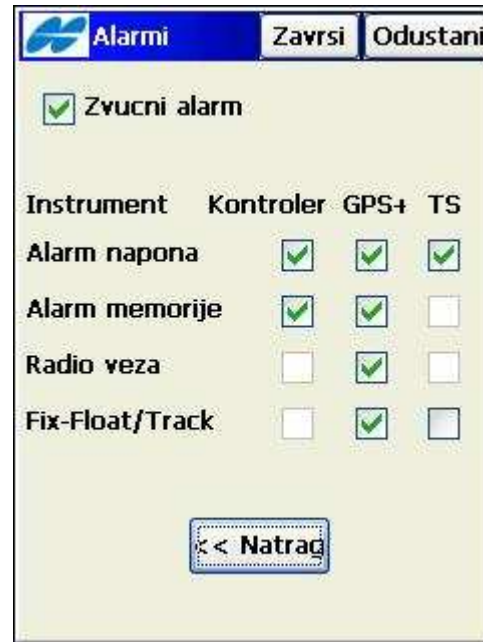 Alarmi Zavrsi Odustani
Zvucni alarm
Instrument Kontroler GPS+ TS
Alarm napona
Alarm memorije
Radio veza
Fix-Float/Track
<< Natrag